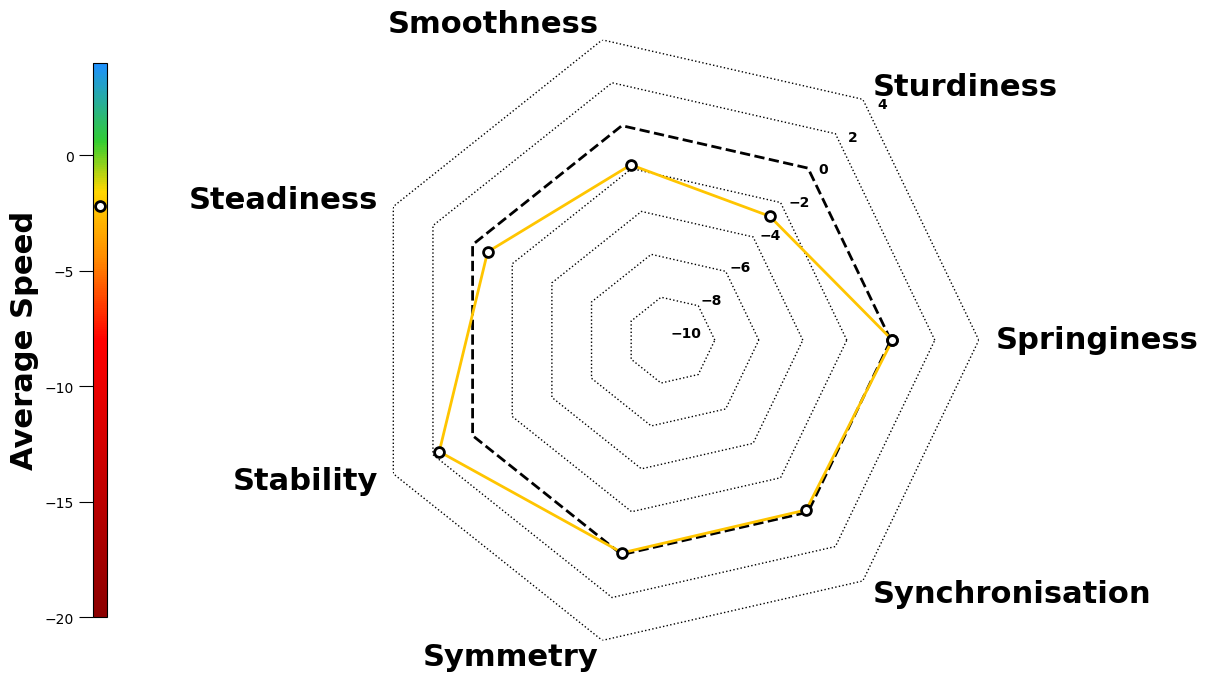 Smoothness
Sturdiness
4
2
0
−2
−4
−6
−8
−10
Steadiness
Springiness
Stability
Synchronisation
Symmetry
Average Speed
0
−5
−10
−15
−20